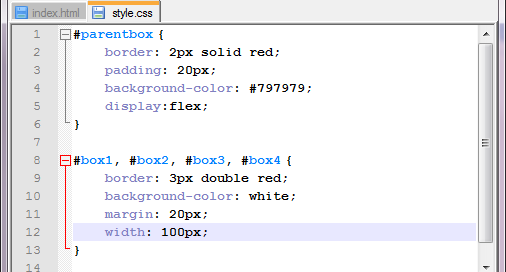 index.html style.css
1 #parentbox {
2 border: 2px solid red;
3 padding: 20px;
4 background-color: #797979;
5 display:flex;
6 }
7
8 #box1, #box2, #box3, #box4 {
9 border: 3px double red;
10 background-color: white;
11 margin: 20px;
12 width: 100px;
13 }
14